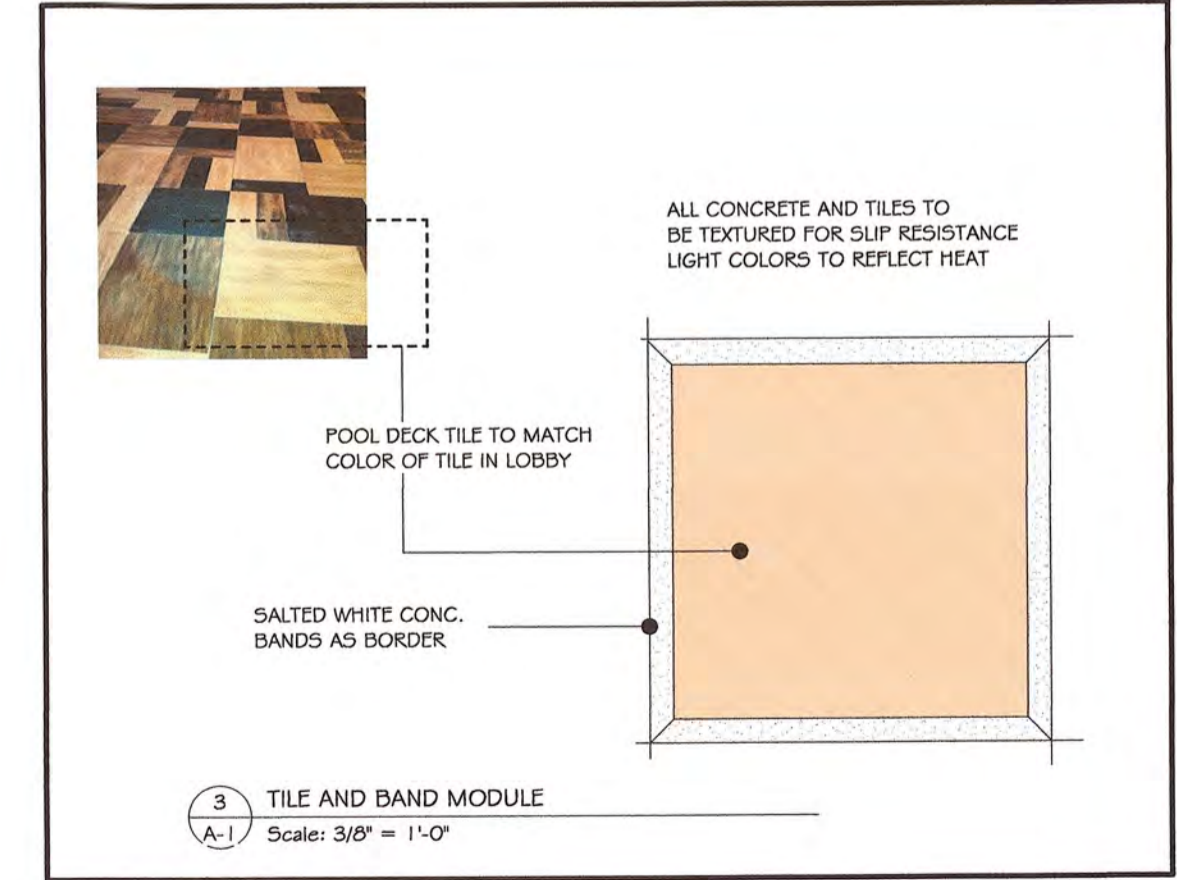 ALL CONCRETE AND TILES TO
BE TEXTURED FOR SLIP RESISTANCE
LIGHT COLORS TO REFLECT HEAT
POOL DECK TILE TO MATCH
COLOR OF TILE IN LOBBY
SALTED WHITE CONC.
BANDS AS BORDER
3
A-1
TILE AND BAND MODULE
Scale: 3/8" = 1'-0"